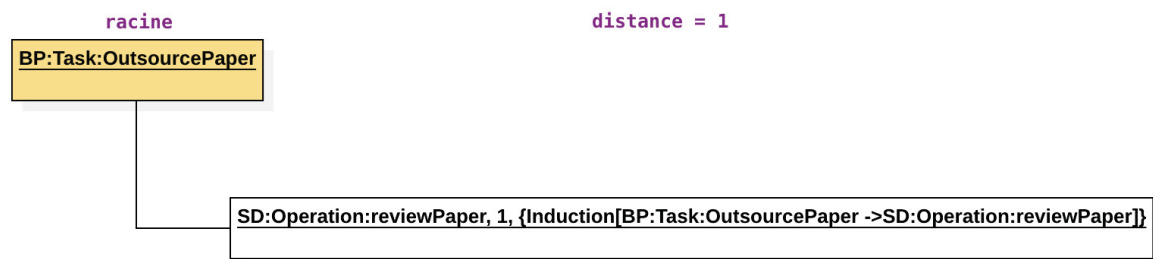 racine
distance = 1
BP:Task:OutsourcePaper
SD:Operation:reviewPaper, 1, {Induction[BP:Task:OutsourcePaper ->SD:Operation:reviewPaper]}